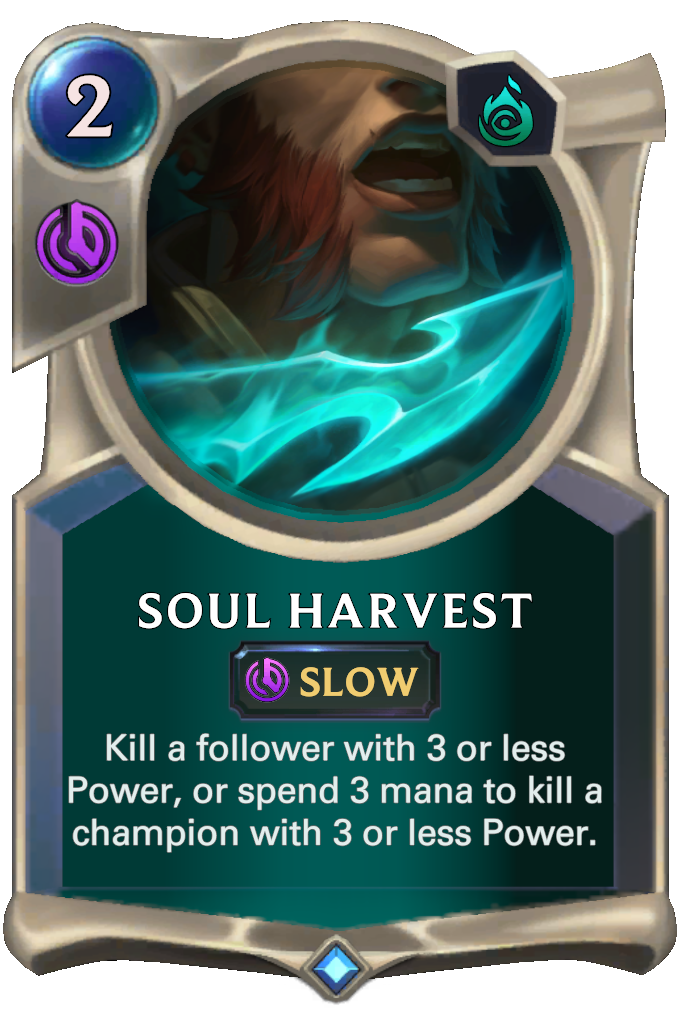 2
SOUL HARVEST
SLOW
Kill a follower with 3 or less
Power, or spend 3 mana to kill a
champion with 3 or less Power.